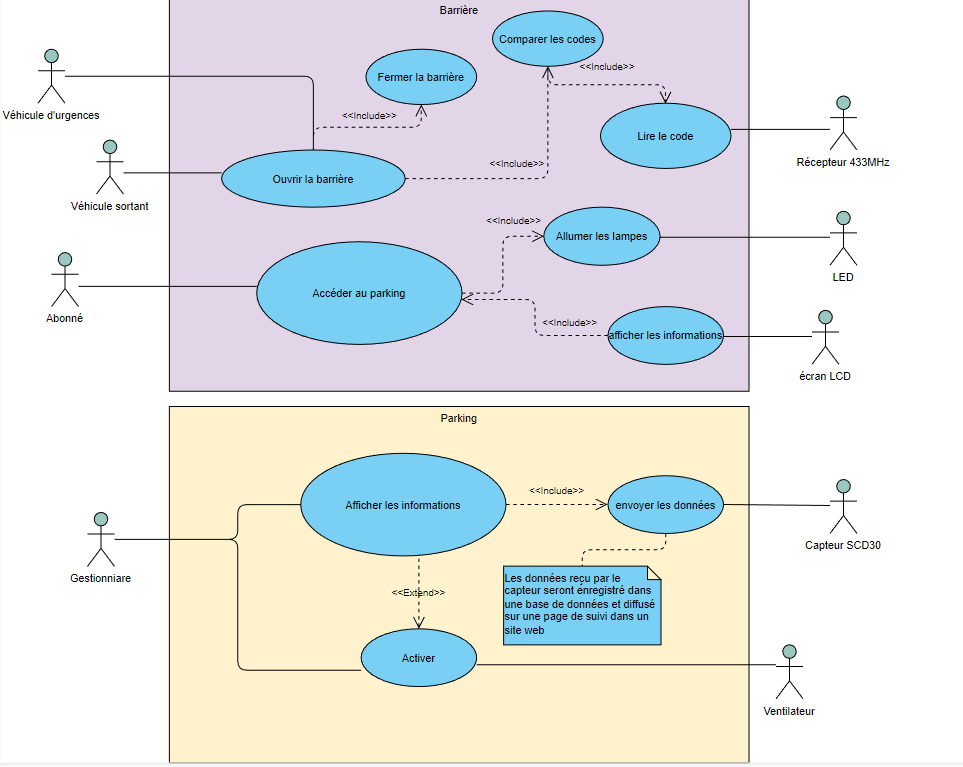 Barrière
Comparer les codes
<<Include>>
Fermer la barrière
Véhicule d'urgences
<<Include>>
Lire le code
Récepteur 433MHz
<<Include>>
Ouvrir la barrière
Véhicule sortant
<<Include>>
Allumer les lampes
LED
Accéder au parking
Abonné
<<Include>>
afficher les informations
écran LCD
Parking
<<Include>>
Afficher les informations
envoyer les données
Capteur SCD30
Gestionniare
Les données reçu par le
capteur seront enregistré dans
une base de données et diffusé
sur une page de suivi dans un
site web
<<Extend>>
Activer
Ventilateur